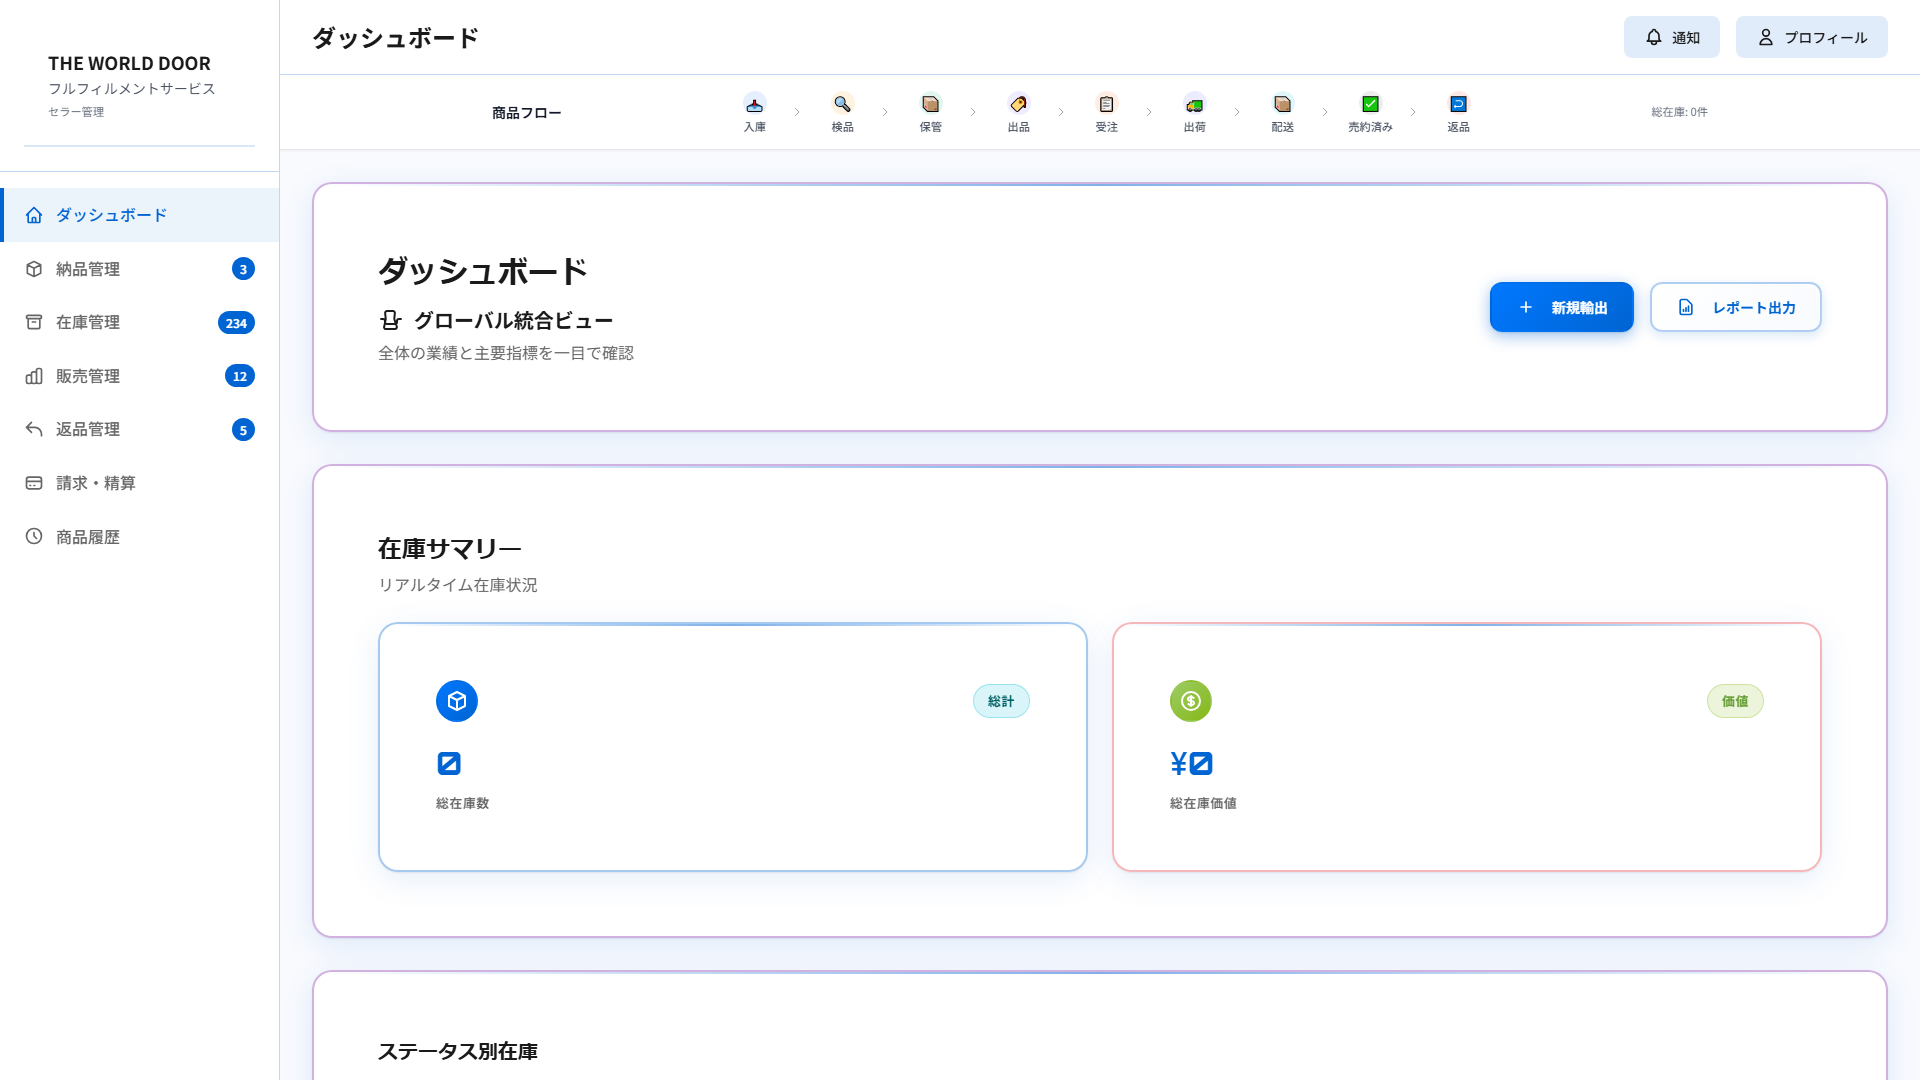 THE WORLD DOOR
フルフィルメントサービス
セラー管理
ダッシュボード
納品管理 3
在庫管理 234
販売管理 12
返品管理 5
請求・精算
商品履歴
ダッシュボード
通知
プロフィール
商品フロー
入庫
検品
保管
出品
受注
出荷
配送
売約済み
返品
総在庫: 0件
ダッシュボード
グローバル統合ビュー
全体の業績と主要指標を一目で確認
新規輸出
レポート出力
在庫サマリー
リアルタイム在庫状況
総計
0
総在庫数
価値
¥0
総在庫価値
ステータス別在庫